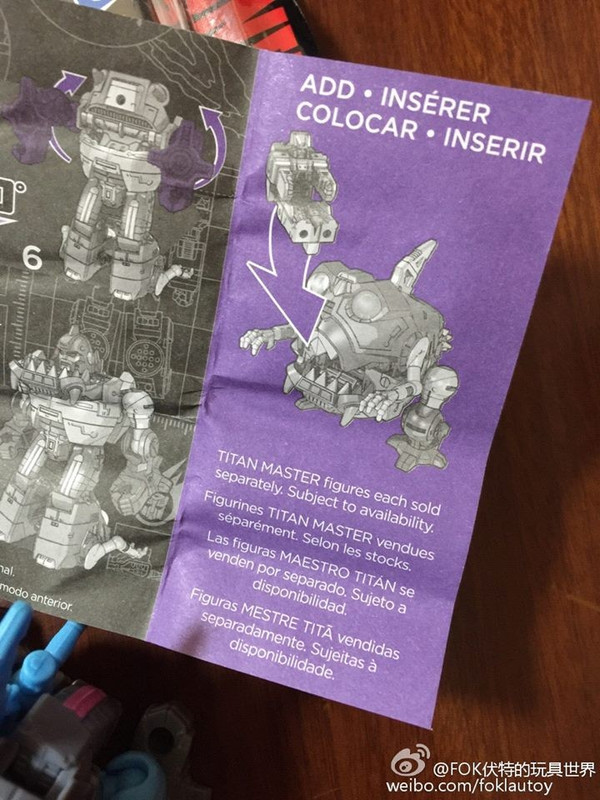 ADD • INSÉRER
COLOCAR • INSERIR
6
TITAN MASTER figures each sold
separately. Subject to availability.
Figurines TITAN MASTER vendues
séparément. Selon les stocks.
Las figuras MAESTRO TITÁN se
venden por separado. Sujeto a
disponibilidad.
Figuras MESTRE TITÃ vendidas
separadamente. Sujeitas à
disponibilidade.
modo anterior.
@FOK伏特的玩具世界
weibo.com/foklautoy